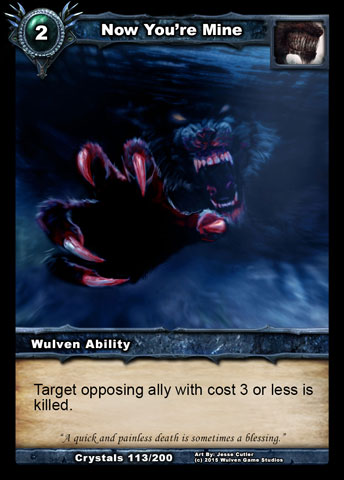 2
Now You're Mine
Wulven Ability
Target opposing ally with cost 3 or less is
killed.
"A quick and painless death is sometimes a blessing."
Crystals 113/200
Art By: Jesse Cutler
(c) 2015 Wulven Game Studios